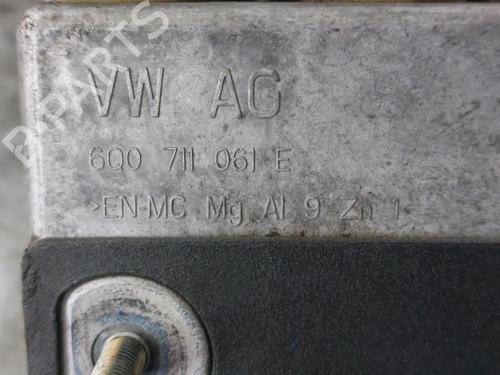 B-PARTS
VW AG
6Q0 711 061 E
>EN-MC Mg Al 9 Zn 1<